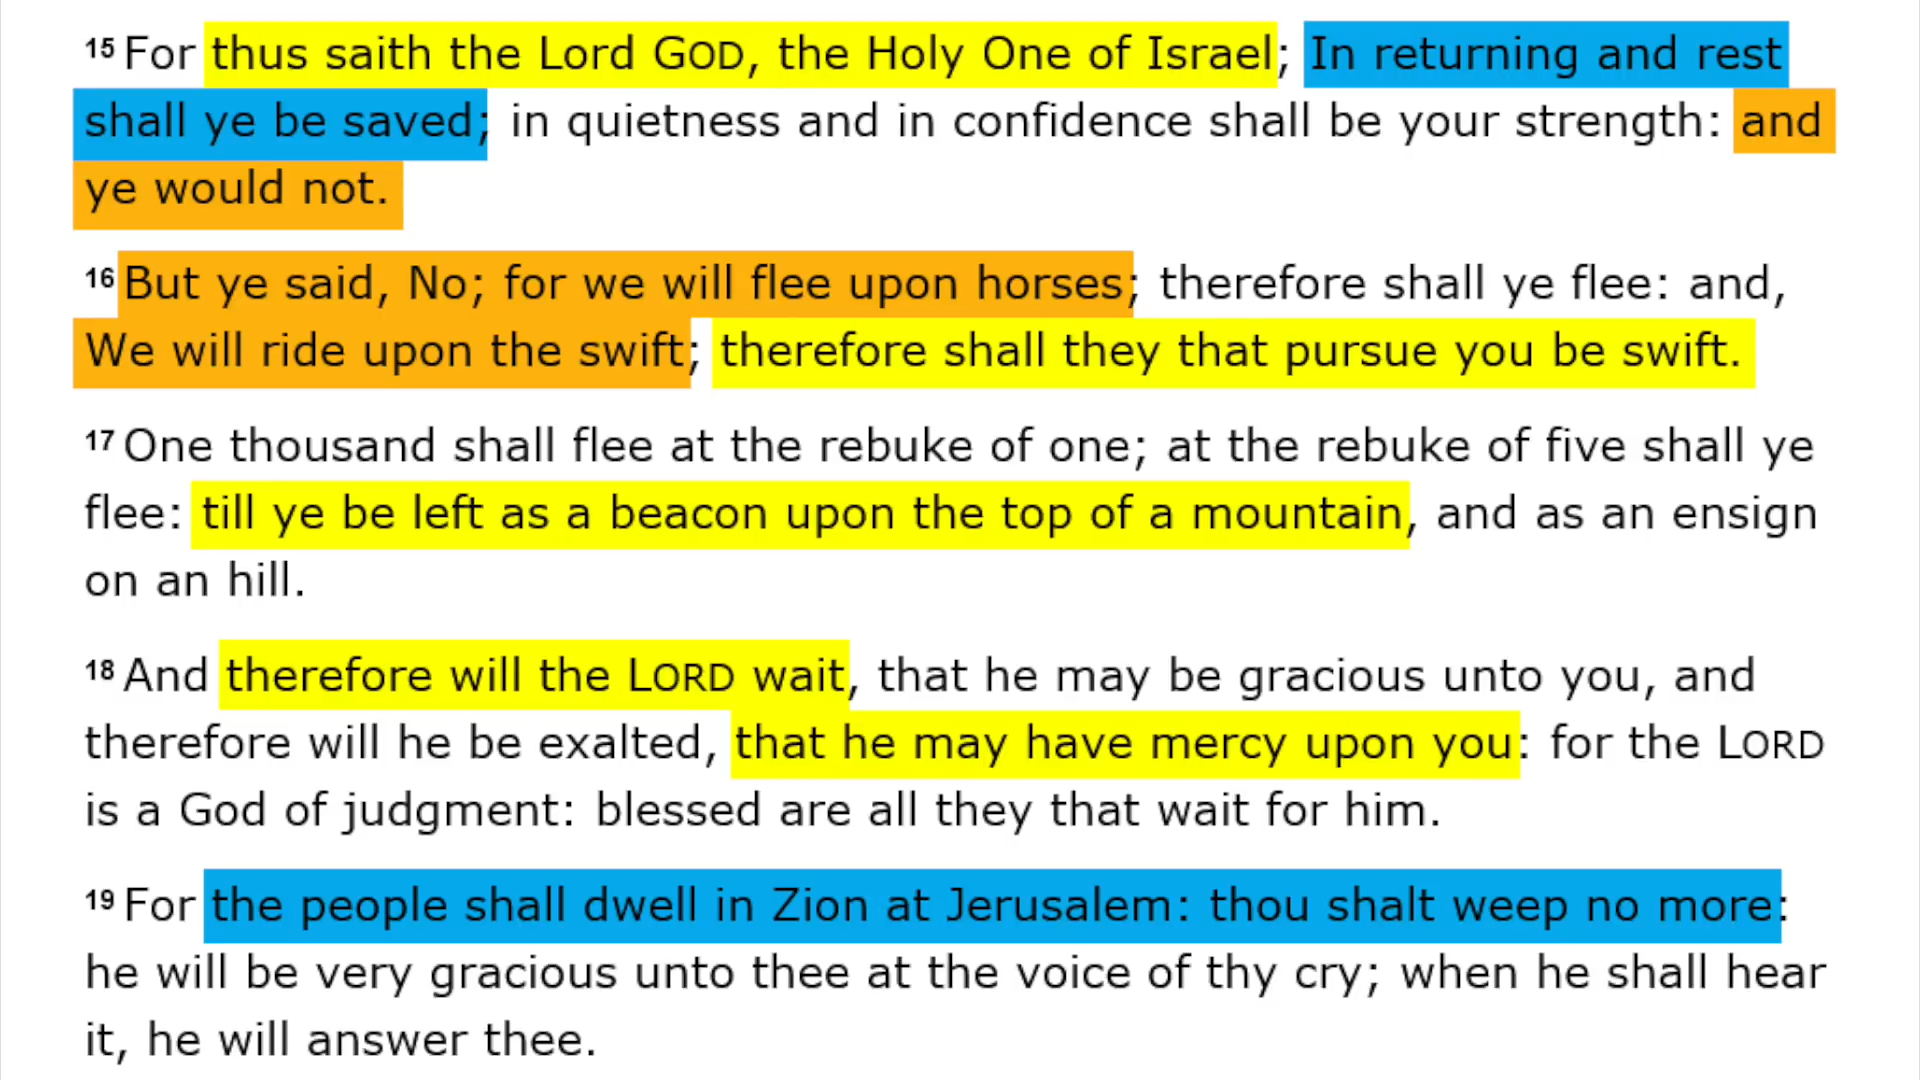 15 For thus saith the Lord GOD, the Holy One of Israel; In returning and rest
shall ye be saved; in quietness and in confidence shall be your strength: and
ye would not.
16 But ye said, No; for we will flee upon horses; therefore shall ye flee: and,
We will ride upon the swift; therefore shall they that pursue you be swift.
17 One thousand shall flee at the rebuke of one; at the rebuke of five shall ye
flee: till ye be left as a beacon upon the top of a mountain, and as an ensign
on an hill.
18 And therefore will the LORD wait, that he may be gracious unto you, and
therefore will he be exalted, that he may have mercy upon you: for the LORD
is a God of judgment: blessed are all they that wait for him.
19 For the people shall dwell in Zion at Jerusalem: thou shalt weep no more:
he will be very gracious unto thee at the voice of thy cry; when he shall hear
it, he will answer thee.